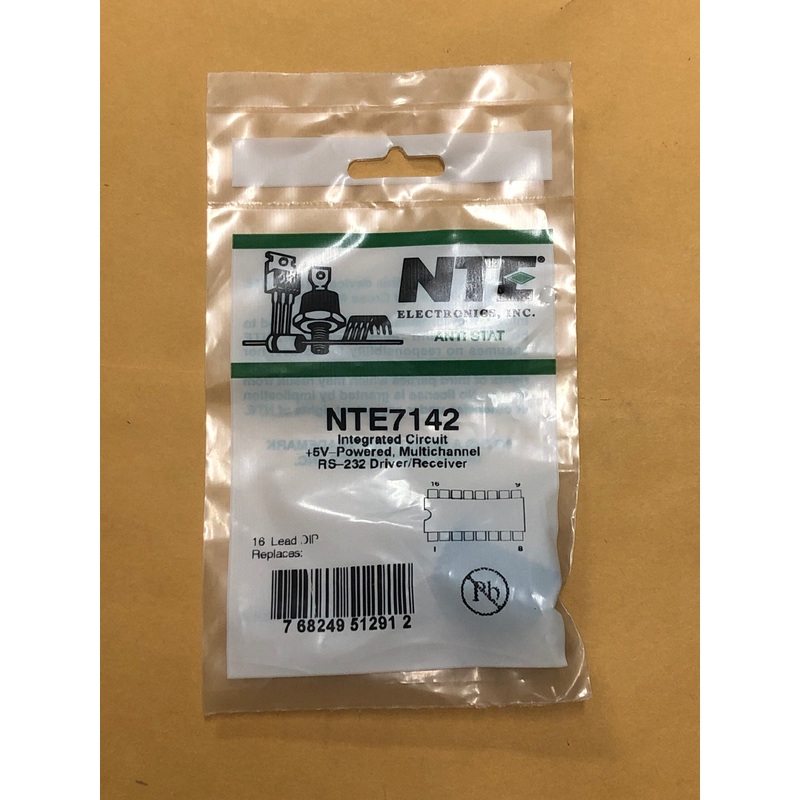 NTE®
ELECTRONICS, INC.
ANTI STAT
NTE7142
Integrated Circuit
+5V–Powered, Multichannel
RS–232 Driver/Receiver
16 9
1 8
16 Lead DIP
Replaces:
Pb
7 68249 51291 2